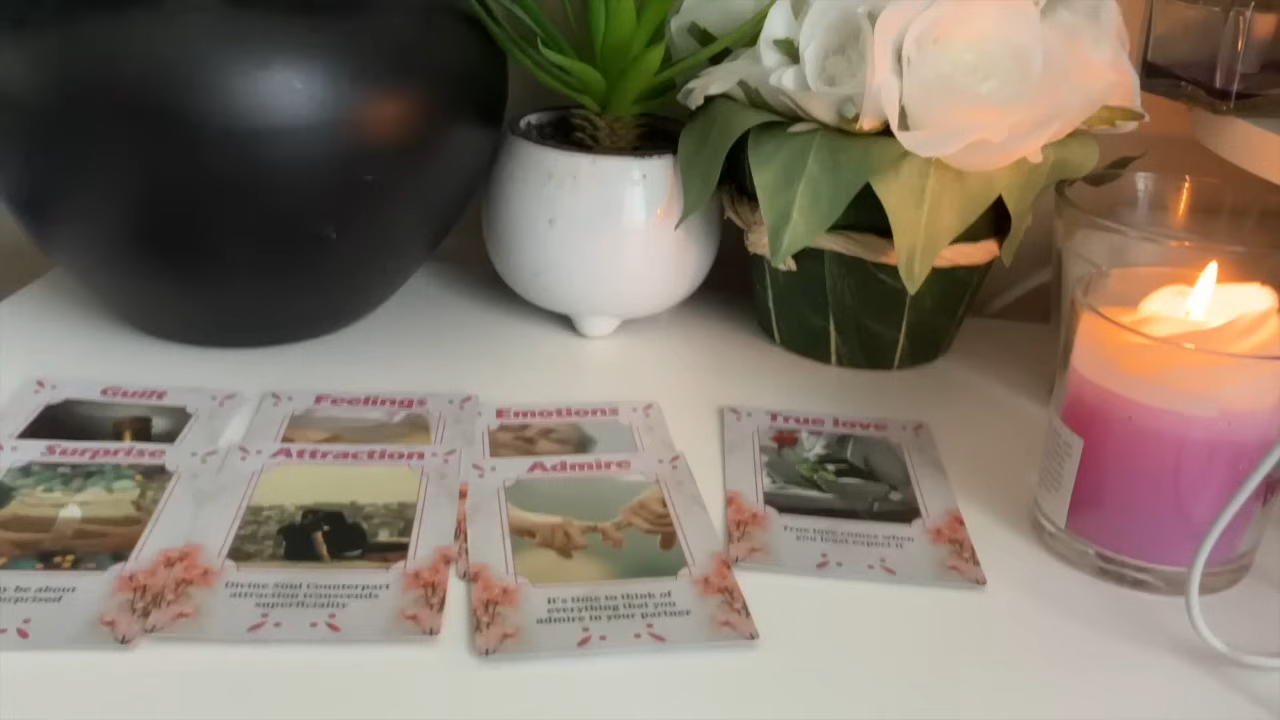 Guilt
Feelings
Emotions
True love
Surprise
Attraction
Admire
True love comes when
you least expect it
be about
surprised
Divine Soul Counterpart
attraction transcends
superficiality
It's time to think of
everything that you
admire in your partner